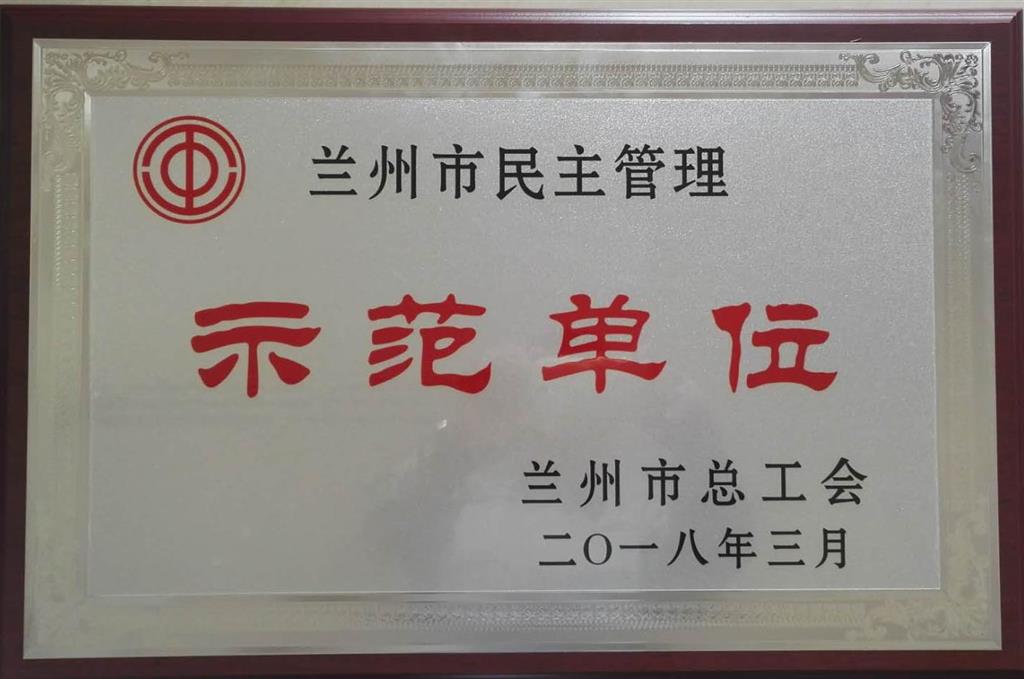 兰州市民主管理
示范单位
兰州市总工会
二〇一八年三月